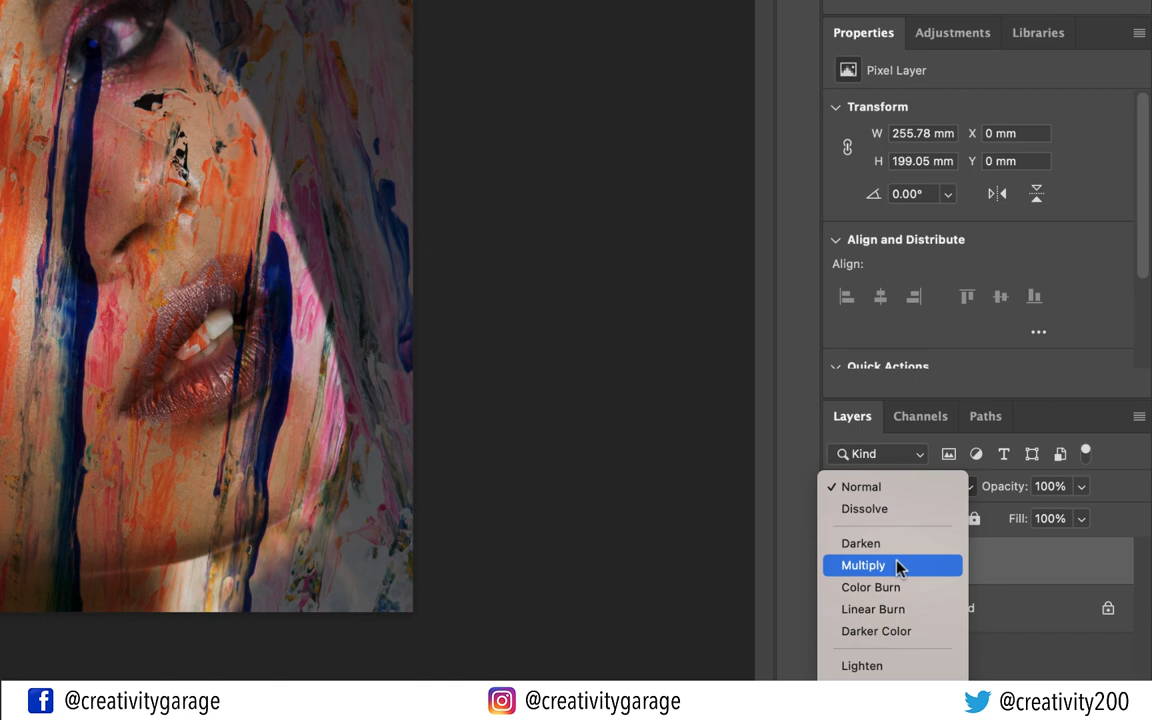 Properties Adjustments Libraries
Pixel Layer
Transform
W 255.78 mm X 0 mm
H 199.05 mm Y 0 mm
0.00°
Align and Distribute
Align:
Quick Actions
Layers Channels Paths
Kind
Normal Opacity: 100%
Dissolve
Fill: 100%
Darken
Multiply
Color Burn
Linear Burn
Darker Color
Lighten
@creativitygarage @creativitygarage @creativity200